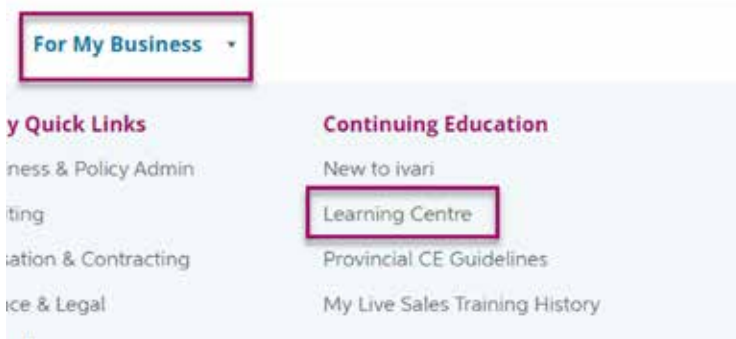 For My Business
y Quick Links
ness & Policy Admin
ting
sation & Contracting
ce & Legal
Continuing Education
New to ivari
Learning Centre
Provincial CE Guidelines
My Live Sales Training History